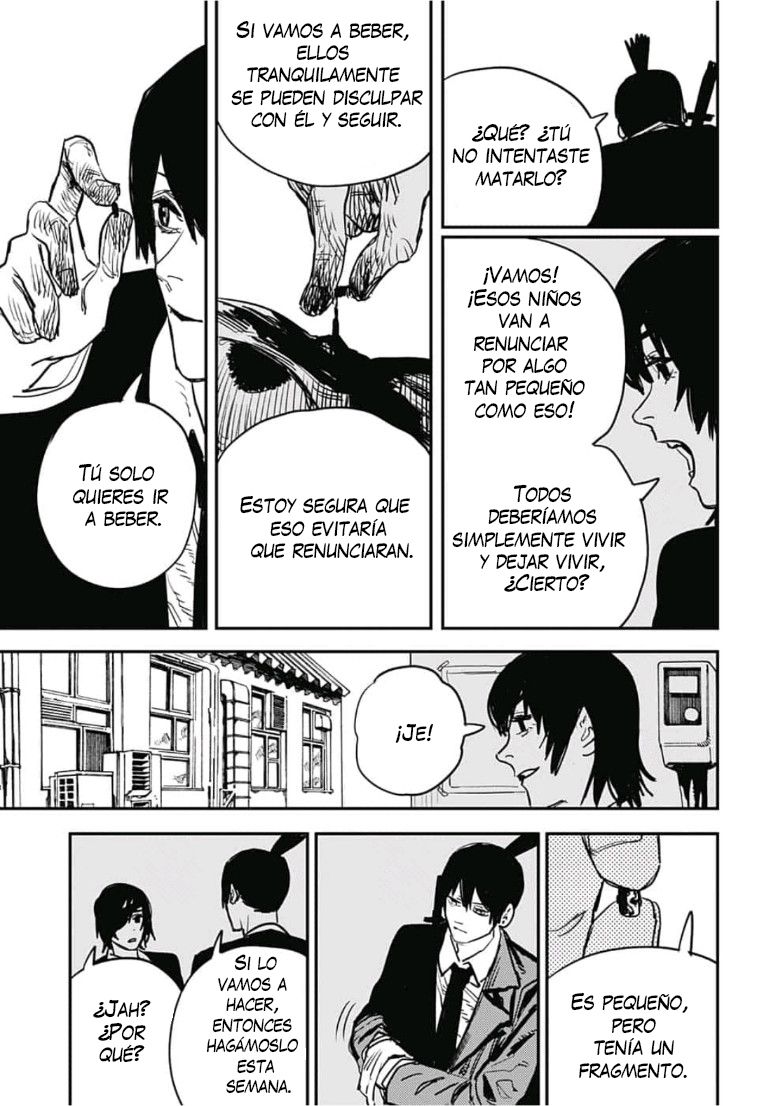 ¿QUÉ? ¿TÚ
NO INTENTASTE
MATARLO?
¡VAMOS!
¡ESOS NIÑOS
VAN A
RENUNCIAR
POR ALGO
TAN PEQUEÑO
COMO ESO!
TODOS
DEBERÍAMOS
SIMPLEMENTE VIVIR
Y DEJAR VIVIR,
¿CIERTO?
SI VAMOS A BEBER,
ELLOS
TRANQUILAMENTE
SE PUEDEN DISCULPAR
CON ÉL Y SEGUIR.
ESTOY SEGURA QUE
ESO EVITARÍA
QUE RENUNCIARAN.
TÚ SOLO
QUIERES IR
A BEBER.
¡JE!
ES PEQUEÑO,
PERO
TENÍA UN
FRAGMENTO.
SI LO
VAMOS A
HACER,
ENTONCES
HAGÁMOSLO
ESTA
SEMANA.
¿JAH?
¿POR
QUÉ?